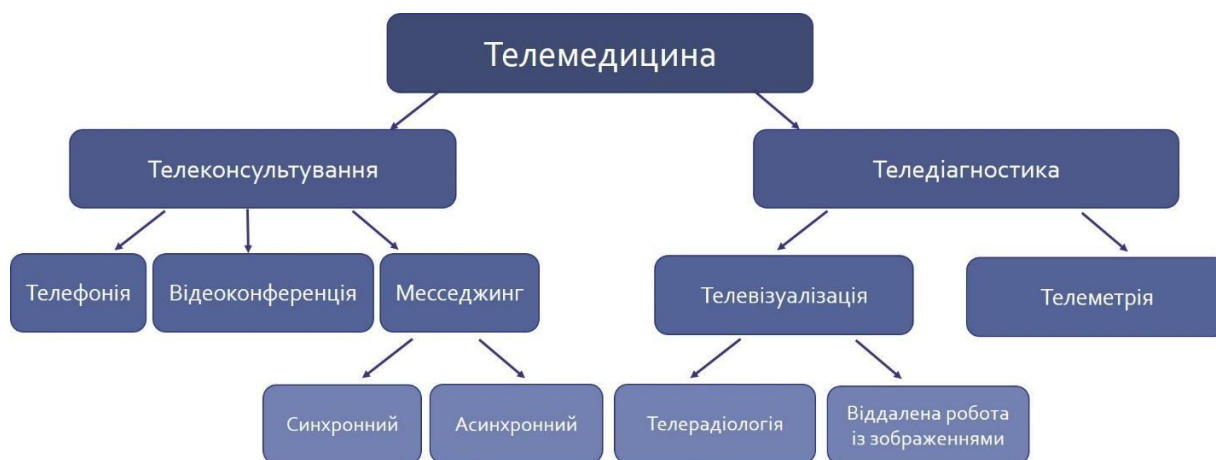 Телемедицина
Телеконсультування
Теледіагностика
Телефонія
Відеоконференція
Месседжинг
Телевізуалізація
Телеметрія
Синхронний
Асинхронний
Телерадіологія
Віддалена робота
із зображеннями